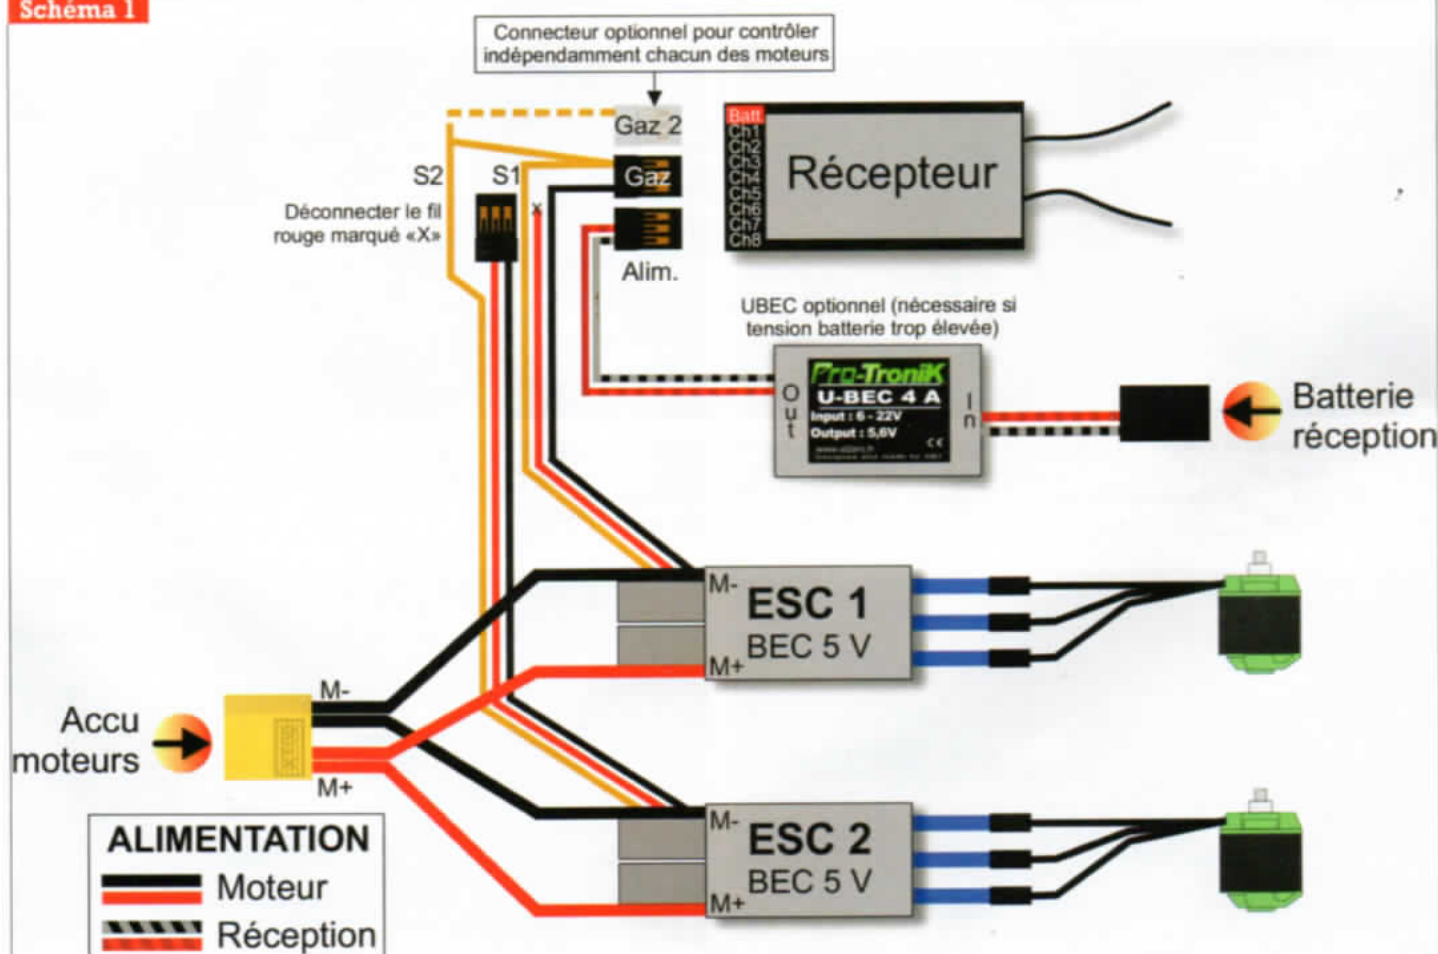 Schéma 1
Connecteur optionnel pour contrôler
indépendamment chacun des moteurs
Gaz 2
Gaz
S2
S1
X
Déconnecter le fil
rouge marqué «X»
Alim.
Batt
Ch1
Ch2
Ch3
Ch4
Ch5
Ch6
Ch7
Ch8
Récepteur
UBEC optionnel (nécessaire si
tension batterie trop élevée)
Out
Pro-TroniK
U-BEC 4 A
Input : 6 - 22V
Output : 5,6V
CE
In
Batterie
réception
M-
ESC 1
BEC 5 V
M+
M-
Accu
moteurs
M+
M-
ESC 2
BEC 5 V
M+
ALIMENTATION
Moteur
Réception